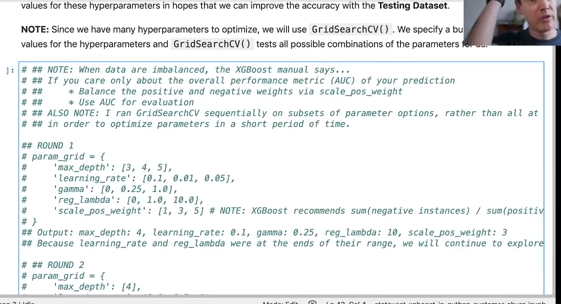 values for these hyperparameters in hopes that we can improve the accuracy with the Testing Dataset.
NOTE: Since we have many hyperparameters to optimize, we will use GridSearchCV() . We specify a bu
values for the hyperparameters and GridSearchCV() tests all possible combinations of the parameters
]: # ## NOTE: When data are imbalanced, the XGBoost manual says...
# ## If you care only about the overall performance metric (AUC) of your prediction
# ##     * Balance the positive and negative weights via scale_pos_weight
# ##     * Use AUC for evaluation
# ## ALSO NOTE: I ran GridSearchCV sequentially on subsets of parameter options, rather than all at
# ## in order to optimize parameters in a short period of time.
## ROUND 1
# param_grid = {
#     'max_depth': [3, 4, 5],
#     'learning_rate': [0.1, 0.01, 0.05],
#     'gamma': [0, 0.25, 1.0],
#     'reg_lambda': [0, 1.0, 10.0],
#     'scale_pos_weight': [1, 3, 5] # NOTE: XGBoost recommends sum(negative instances) / sum(positiv
# }
## Output: max_depth: 4, learning_rate: 0.1, gamma: 0.25, reg_lambda: 10, scale_pos_weight: 3
## Because learning_rate and reg_lambda were at the ends of their range, we will continue to explore
## ROUND 2
# param_grid = {
#     'max_depth': [4],